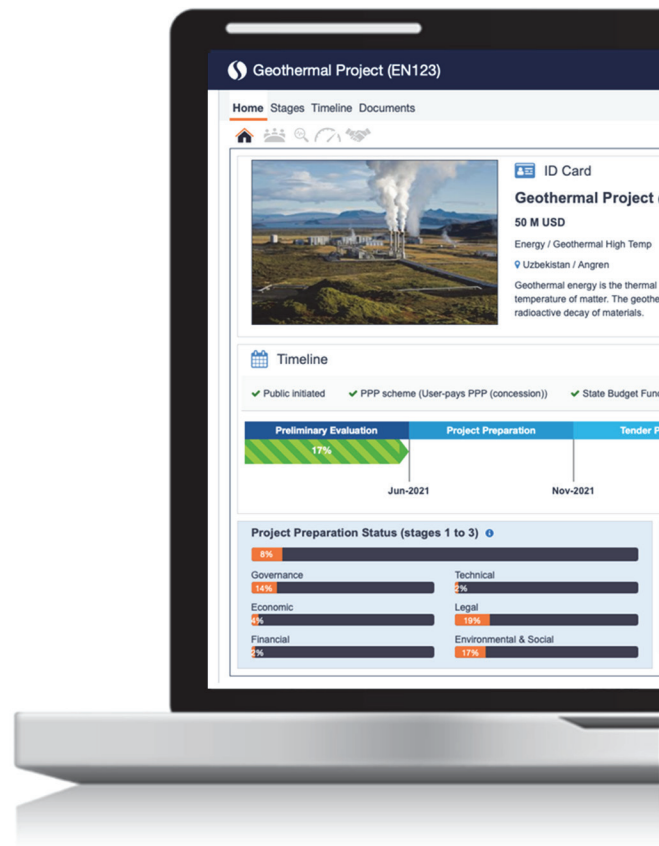 Geothermal Project (EN123)
Home Stages Timeline Documents
ID Card
Geothermal Project
50 M USD
Energy / Geothermal High Temp
Uzbekistan / Angren
Geothermal energy is the thermal
temperature of matter. The geothe
radioactive decay of materials.
Timeline
Public initiated PPP scheme (User-pays PPP (concession)) State Budget Fun
Preliminary Evaluation Project Preparation Tender P
17%
Jun-2021 Nov-2021
Project Preparation Status (stages 1 to 3)
8%
Governance Technical
14% 2%
Economic Legal
4% 19%
Financial Environmental & Social
2% 17%